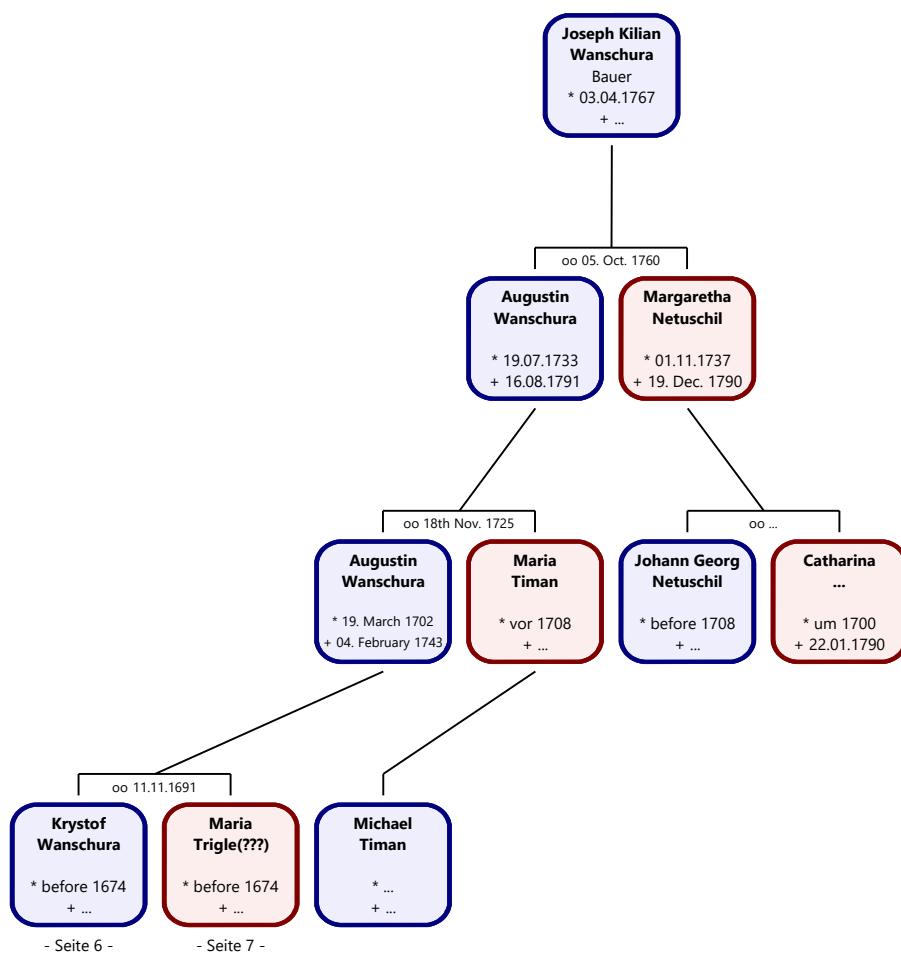 Joseph Kilian
Wanschura
Bauer
* 03.04.1767
+ ...
oo 05. Oct. 1760
Augustin
Wanschura
* 19.07.1733
+ 16.08.1791
Margaretha
Netuschil
* 01.11.1737
+ 19. Dec. 1790
oo 18th Nov. 1725
oo ...
Augustin
Wanschura
* 19. March 1702
+ 04. February 1743
Maria
Timan
* vor 1708
+ ...
Johann Georg
Netuschil
* before 1708
+ ...
Catharina
...
* um 1700
+ 22.01.1790
oo 11.11.1691
Krystof
Wanschura
* before 1674
+ ...
Maria
Trigle(???)
* before 1674
+ ...
Michael
Timan
* ...
+ ...
- Seite 6 -
- Seite 7 -